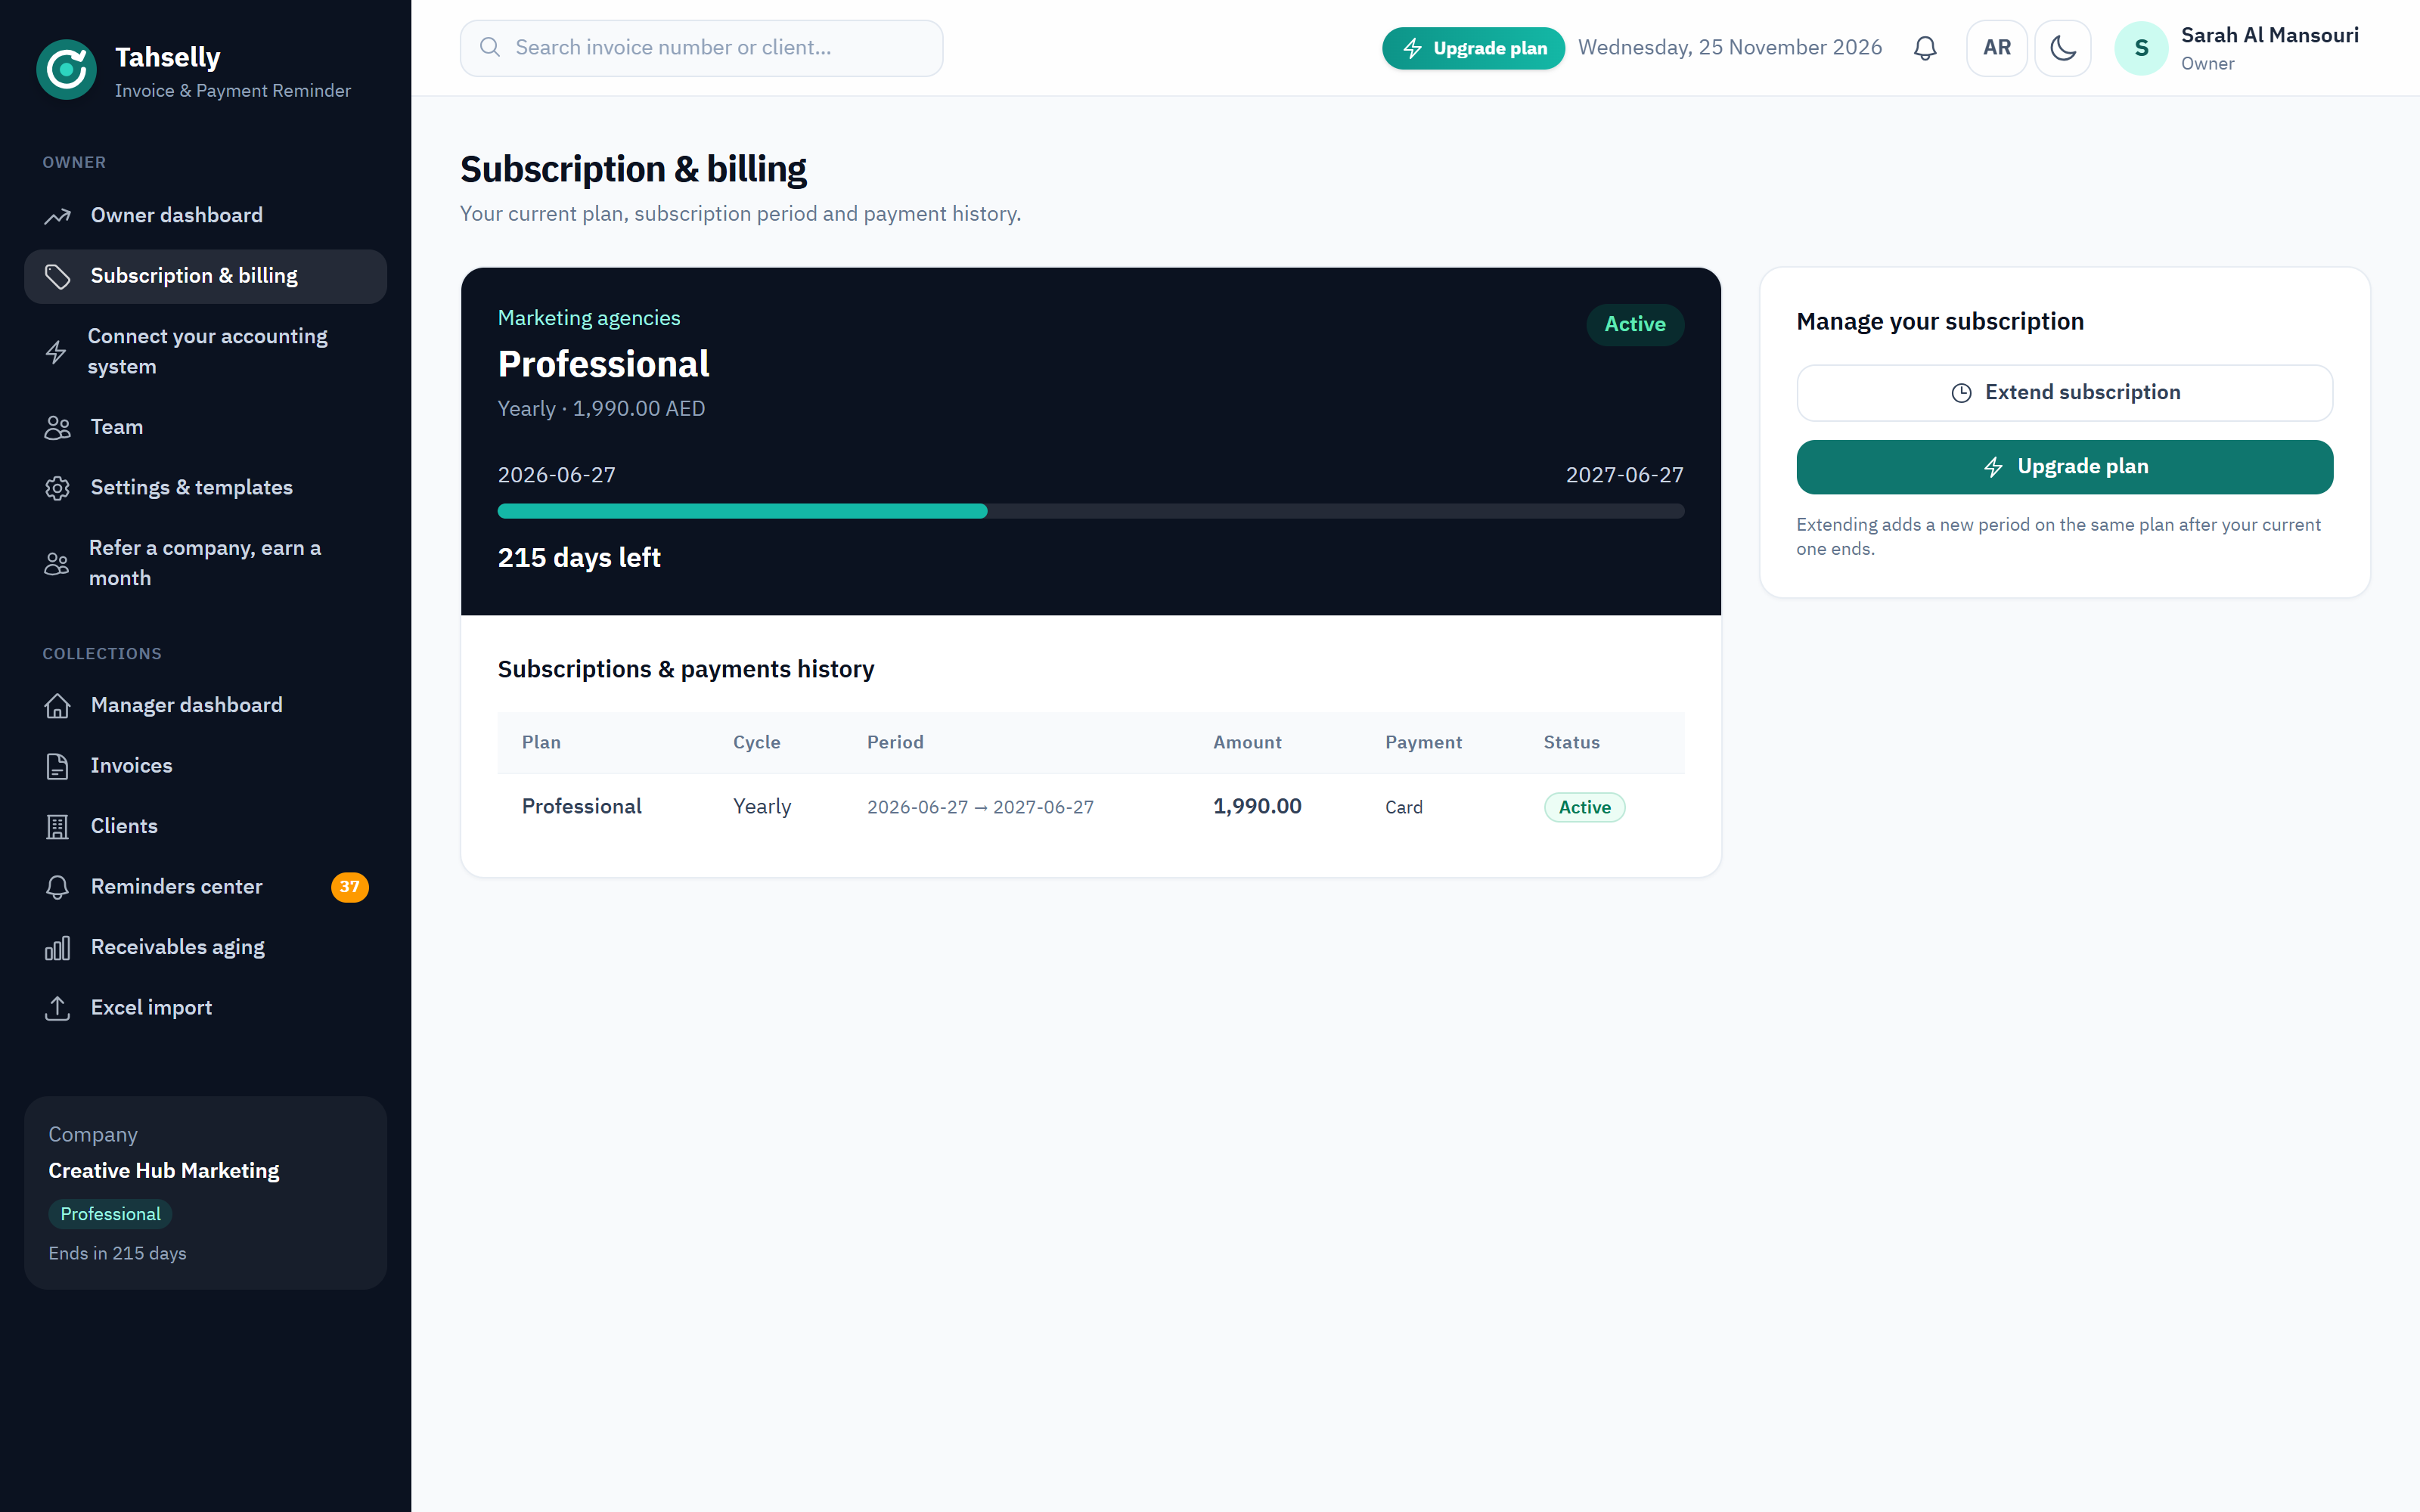 Tahselly
Invoice & Payment Reminder
OWNER
Owner dashboard
Subscription & billing
Connect your accounting
system
Team
Settings & templates
Refer a company, earn a
month
COLLECTIONS
Manager dashboard
Invoices
Clients
Reminders center 37
Receivables aging
Excel import
Company
Creative Hub Marketing
Professional
Ends in 215 days
Search invoice number or client...
Upgrade plan
Wednesday, 25 November 2026
AR
S
Sarah Al Mansouri
Owner
Subscription & billing
Your current plan, subscription period and payment history.
Marketing agencies
Active
Professional
Yearly · 1,990.00 AED
2026-06-27 2027-06-27
215 days left
Subscriptions & payments history
Plan Cycle Period Amount Payment Status
Professional Yearly 2026-06-27 → 2027-06-27 1,990.00 Card Active
Manage your subscription
Extend subscription
Upgrade plan
Extending adds a new period on the same plan after your current
one ends.